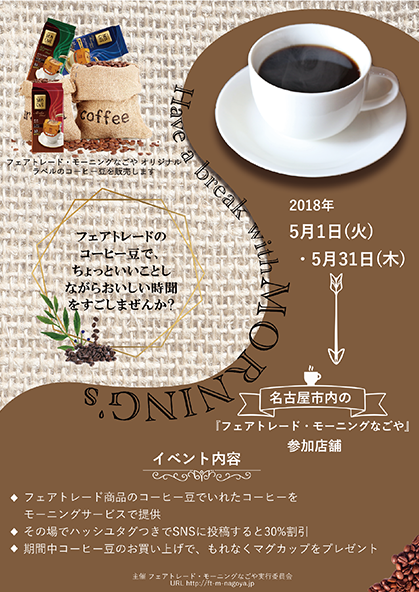 coffee
フェアトレード・モーニングなごや オリジナル
ラベルのコーヒー豆を販売します
Have a break with MORNING's
2018年
5月1日(火)
・5月31日(木)
フェアトレードの
コーヒー豆で、
ちょっといいことし
ながらおいしい時間
をすごしまぜんか?
名古屋市内の
『フェアトレード・モーニングなごや』
参加店舗
イベント内容
◆ フェアトレード商品のコーヒー豆でいれたコーヒーを
モーニングサービスで提供
◆ その場でハッシュタグつきでSNSに投稿すると30%割引
◆ 期間中コーヒー豆のお買い上げで、もれなくマグカップをプレゼント
主催 フェアトレード・モーニングなごや実行委員会
URL http://ft-m-nagoya.jp